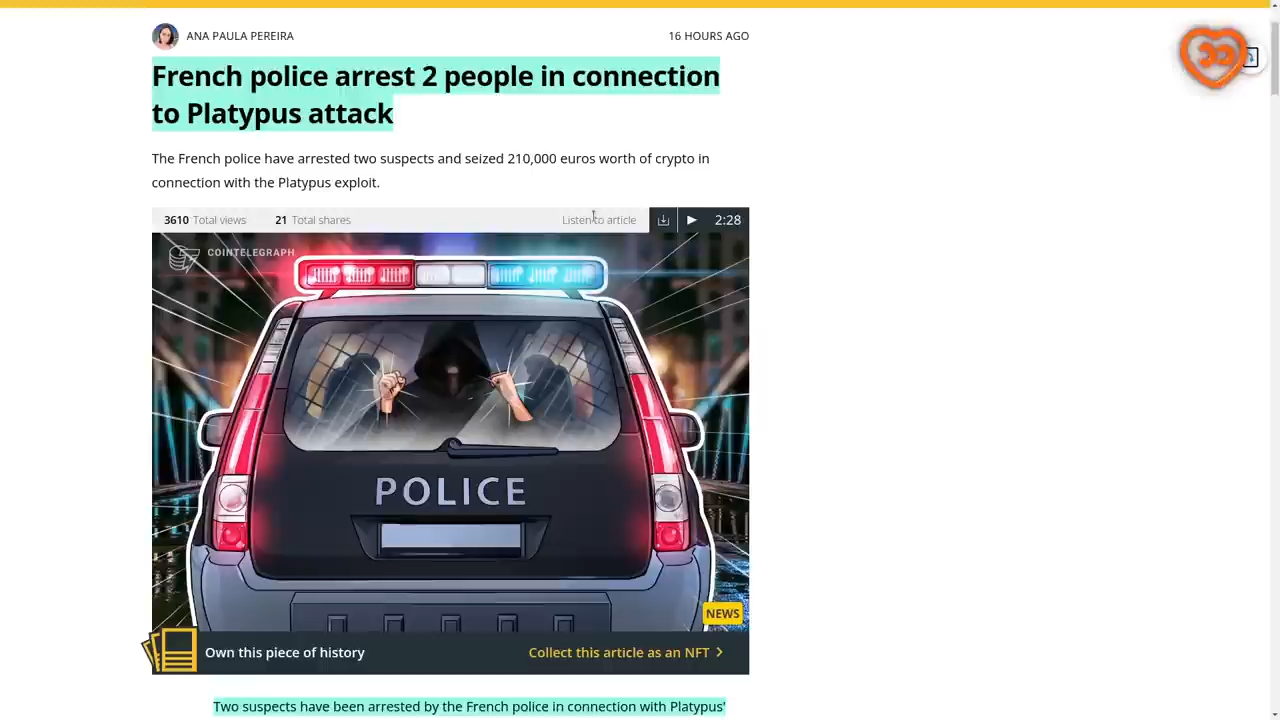 ANA PAULA PEREIRA
16 HOURS AGO
French police arrest 2 people in connection
to Platypus attack
The French police have arrested two suspects and seized 210,000 euros worth of crypto in
connection with the Platypus exploit.
3610 Total views 21 Total shares Listen to article 2:28
COINTELEGRAPH
POLICE
NEWS
Own this piece of history Collect this article as an NFT
Two suspects have been arrested by the French police in connection with Platypus'